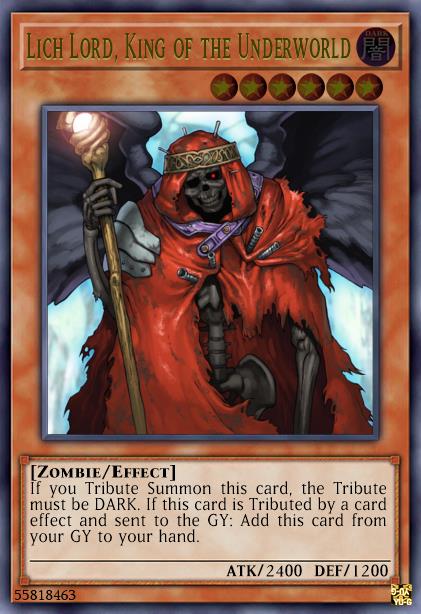 Lich Lord, King of the Underworld
DARK
闇
[Zombie/Effect]
If you Tribute Summon this card, the Tribute
must be DARK. If this card is Tributed by a card
effect and sent to the GY: Add this card from
your GY to your hand.
ATK/2400 DEF/1200
55818463